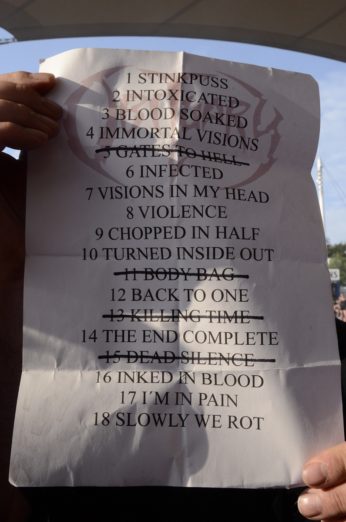 1 STINKPUSS
2 INTOXICATED
3 BLOOD SOAKED
4 IMMORTAL VISIONS
5 GATES TO HELL
6 INFECTED
7 VISIONS IN MY HEAD
8 VIOLENCE
9 CHOPPED IN HALF
10 TURNED INSIDE OUT
11 BODY BAG
12 BACK TO ONE
13 KILLING TIME
14 THE END COMPLETE
15 DEAD SILENCE
16 INKED IN BLOOD
17 I´M IN PAIN
18 SLOWLY WE ROT